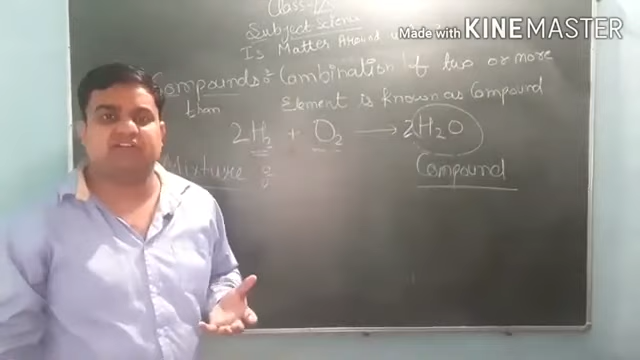 Made with KINEMASTER
Class-IX
Subject Science
Is Matter Around
Compounds: Combination of two or more
than Element is known as Compound
2H₂ + O₂ → 2H₂O
Mixture : Compound